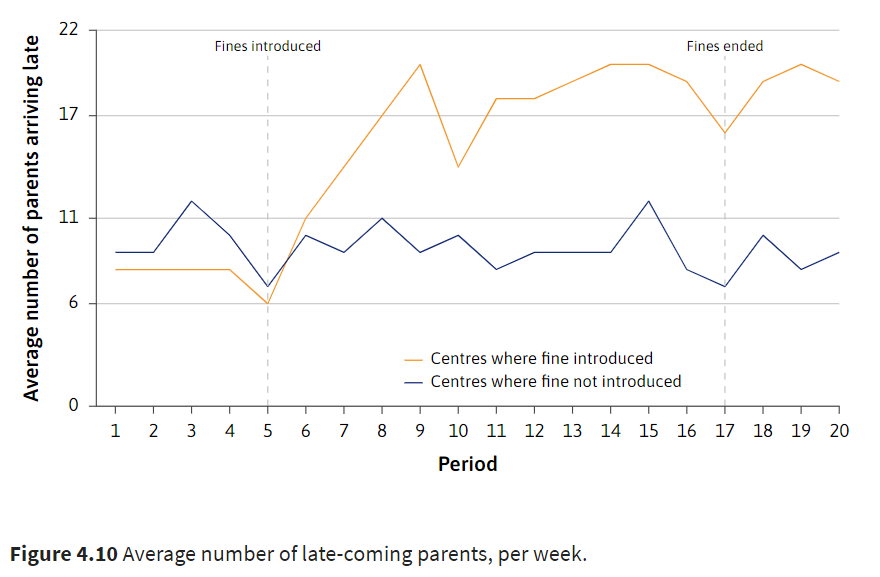 Average number of parents arriving late
22
17
11
6
0
Fines introduced
Fines ended
Centres where fine introduced
Centres where fine not introduced
1 2 3 4 5 6 7 8 9 10 11 12 13 14 15 16 17 18 19 20
Period
Figure 4.10 Average number of late-coming parents, per week.